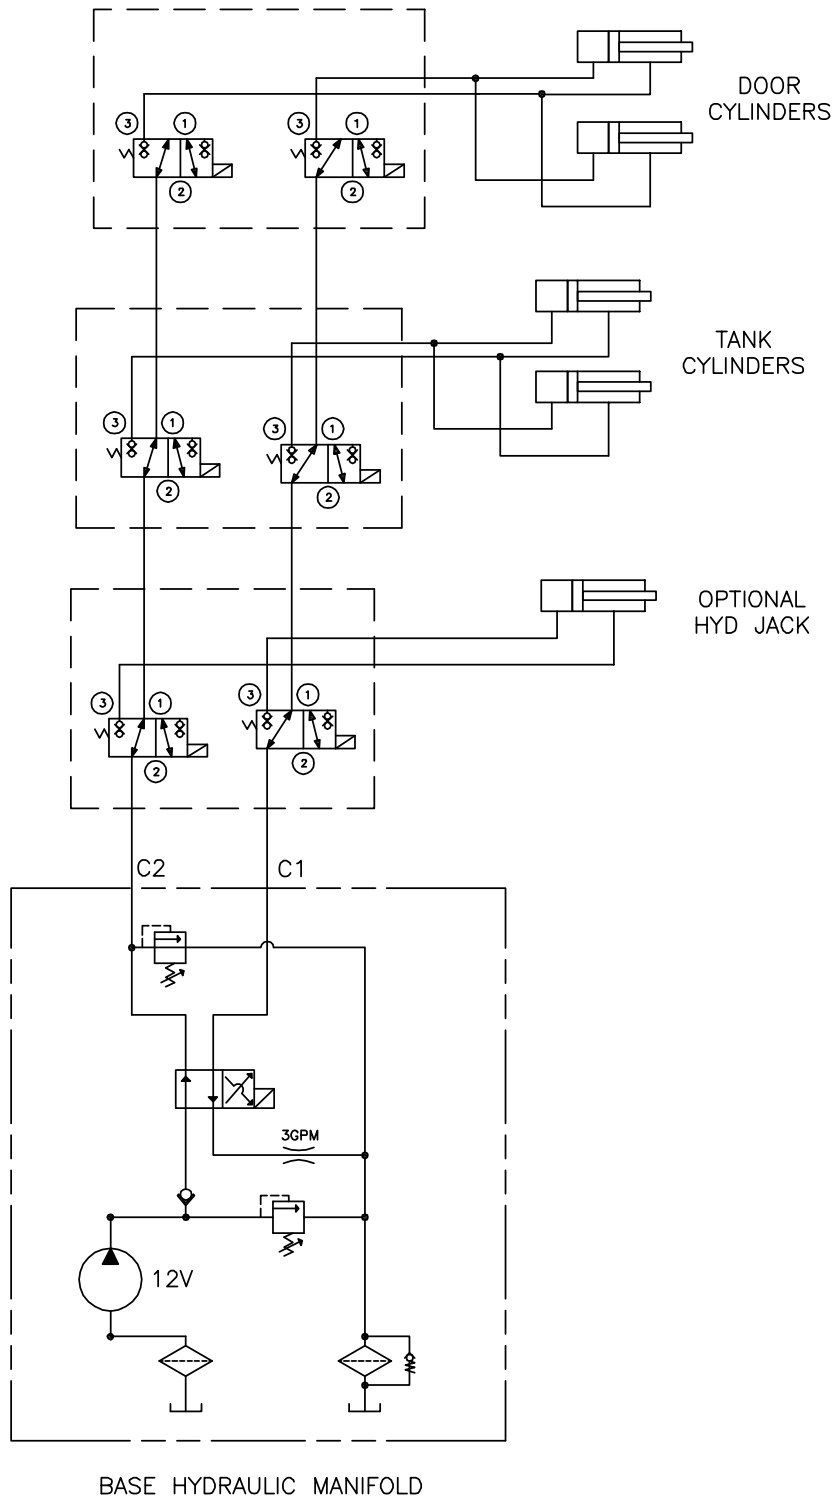 3
1
3
1
DOOR
CYLINDERS
2
2
TANK
CYLINDERS
3
1
3
1
2
2
OPTIONAL
HYD JACK
3
1
3
1
2
2
C2
C1
3GPM
12V
BASE HYDRAULIC MANIFOLD